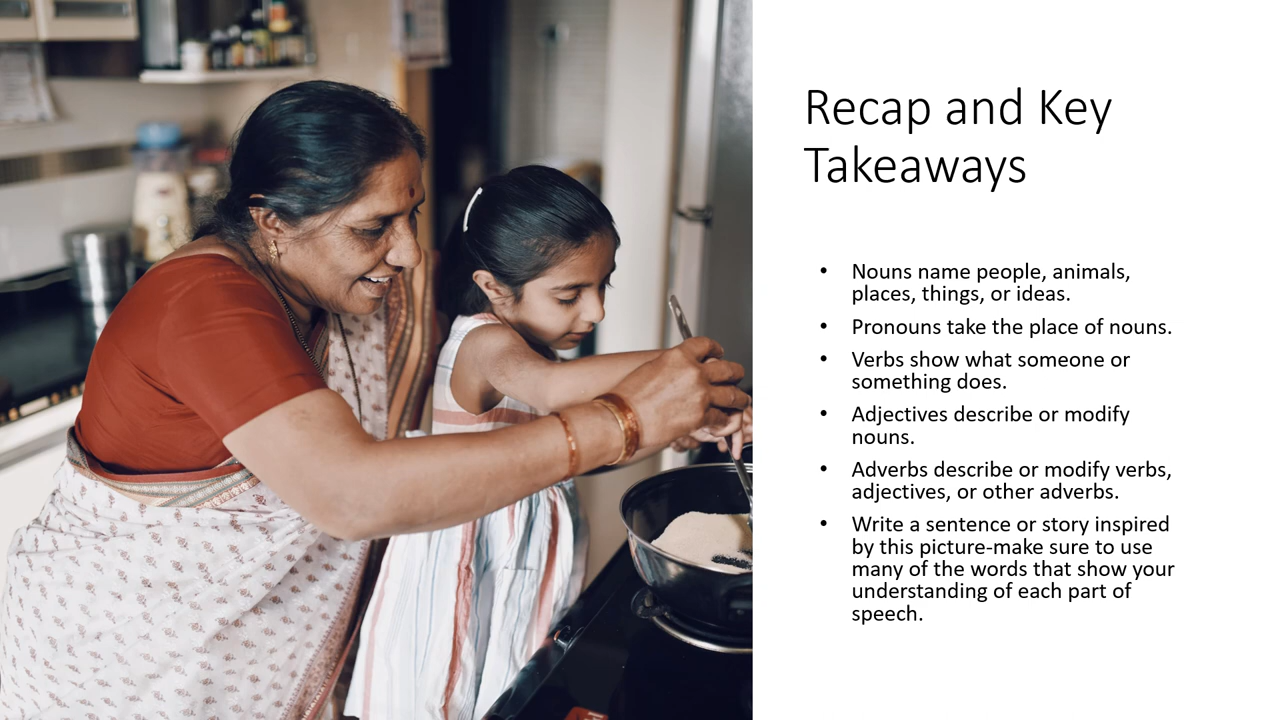 Recap and Key
Takeaways
• Nouns name people, animals,
places, things, or ideas.
• Pronouns take the place of nouns.
• Verbs show what someone or
something does.
• Adjectives describe or modify
nouns.
• Adverbs describe or modify verbs,
adjectives, or other adverbs.
• Write a sentence or story inspired
by this picture-make sure to use
many of the words that show your
understanding of each part of
speech.